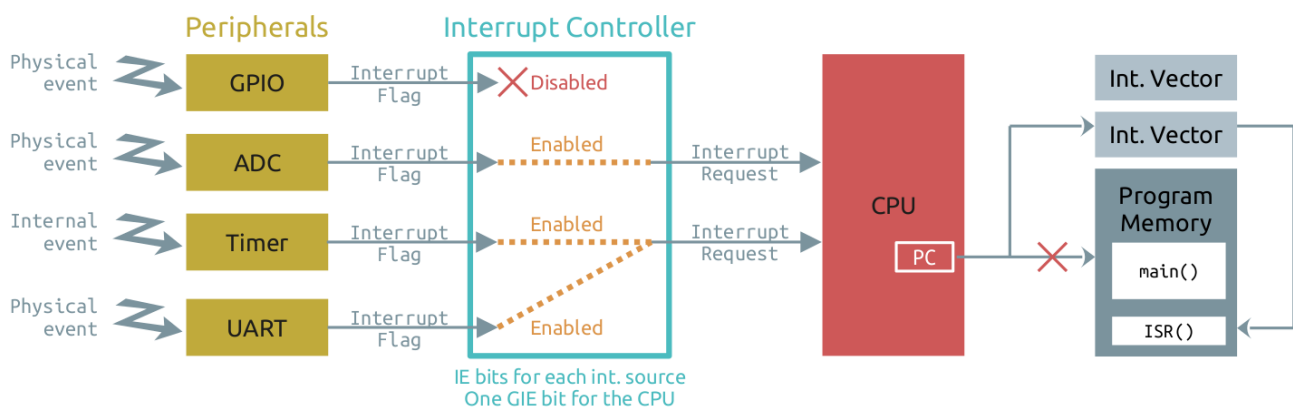 Peripherals
Interrupt Controller
Physical
event
GPIO
Interrupt
Flag
Disabled
Physical
event
ADC
Interrupt
Flag
Enabled
Interrupt
Request
Internal
event
Timer
Interrupt
Flag
Enabled
Interrupt
Request
Physical
event
UART
Interrupt
Flag
Enabled
IE bits for each int. source
One GIE bit for the CPU
CPU
PC
Int. Vector
Int. Vector
Program
Memory
main()
ISR()